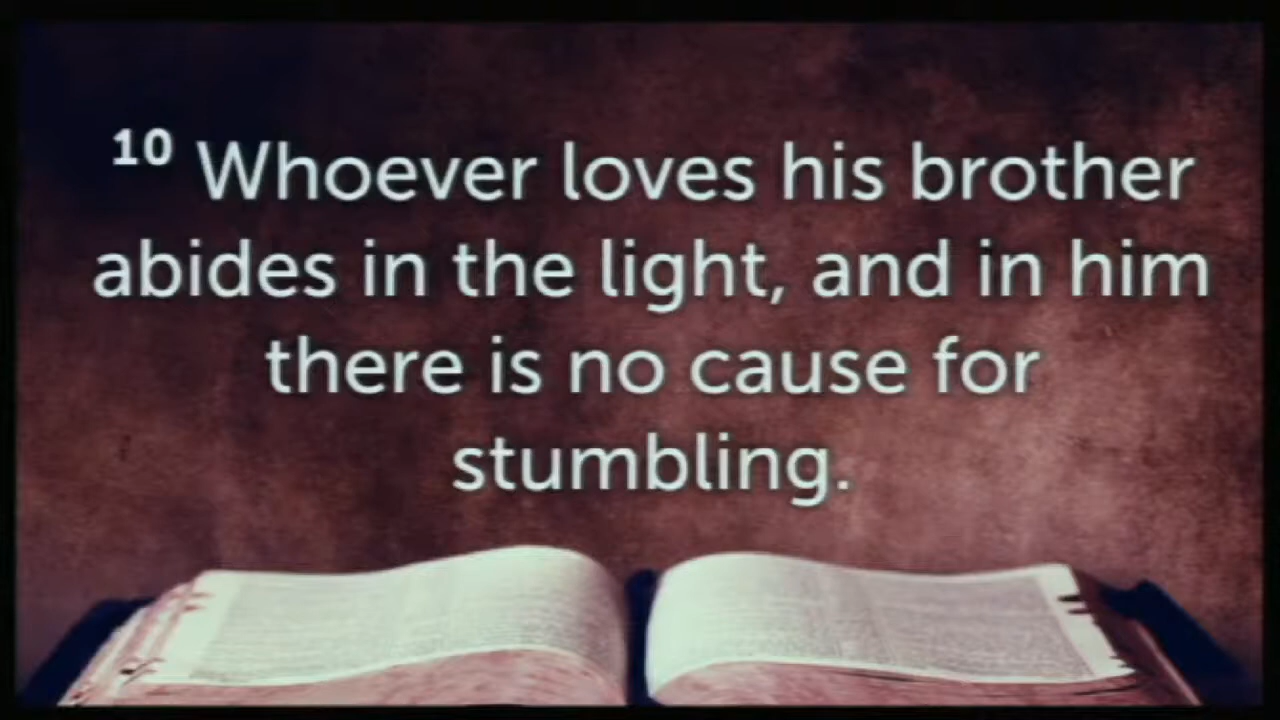 10 Whoever loves his brother
abides in the light, and in him
there is no cause for
stumbling.